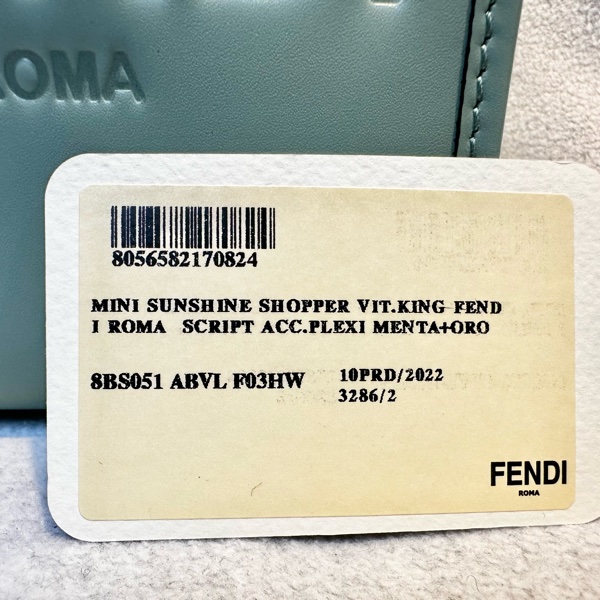 ROMA
8056582170824
MINI SUNSHINE SHOPPER VIT.KING FEND
I ROMA SCRIPT ACC.PLEXI MENTA+ORO
8BS051 ABVL F03HW
10PRD/2022
3286/2
FENDI
ROMA